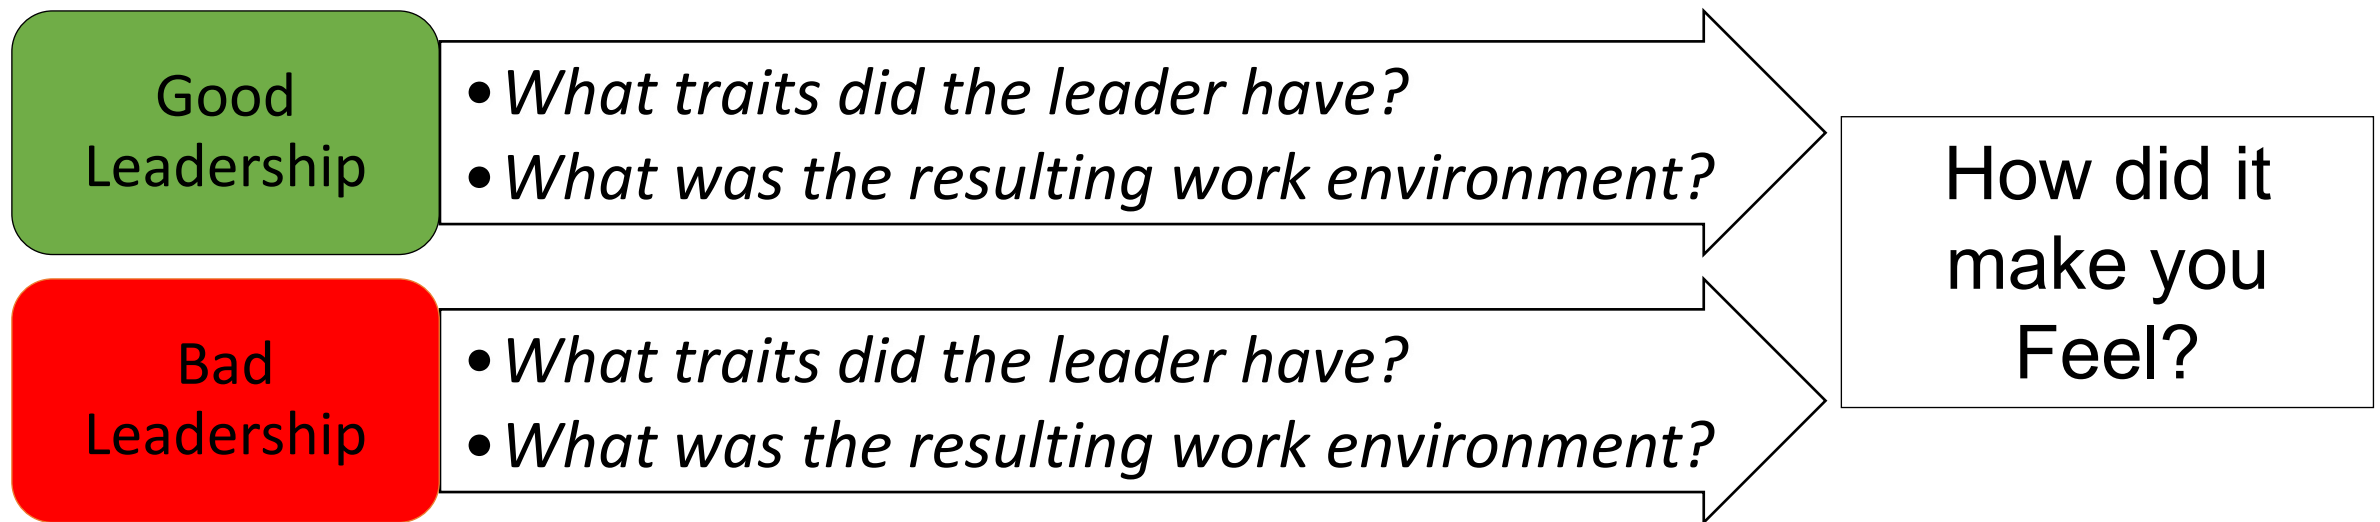 Good
Leadership
• What traits did the leader have?
• What was the resulting work environment?
Bad
Leadership
• What traits did the leader have?
• What was the resulting work environment?
How did it
make you
Feel?